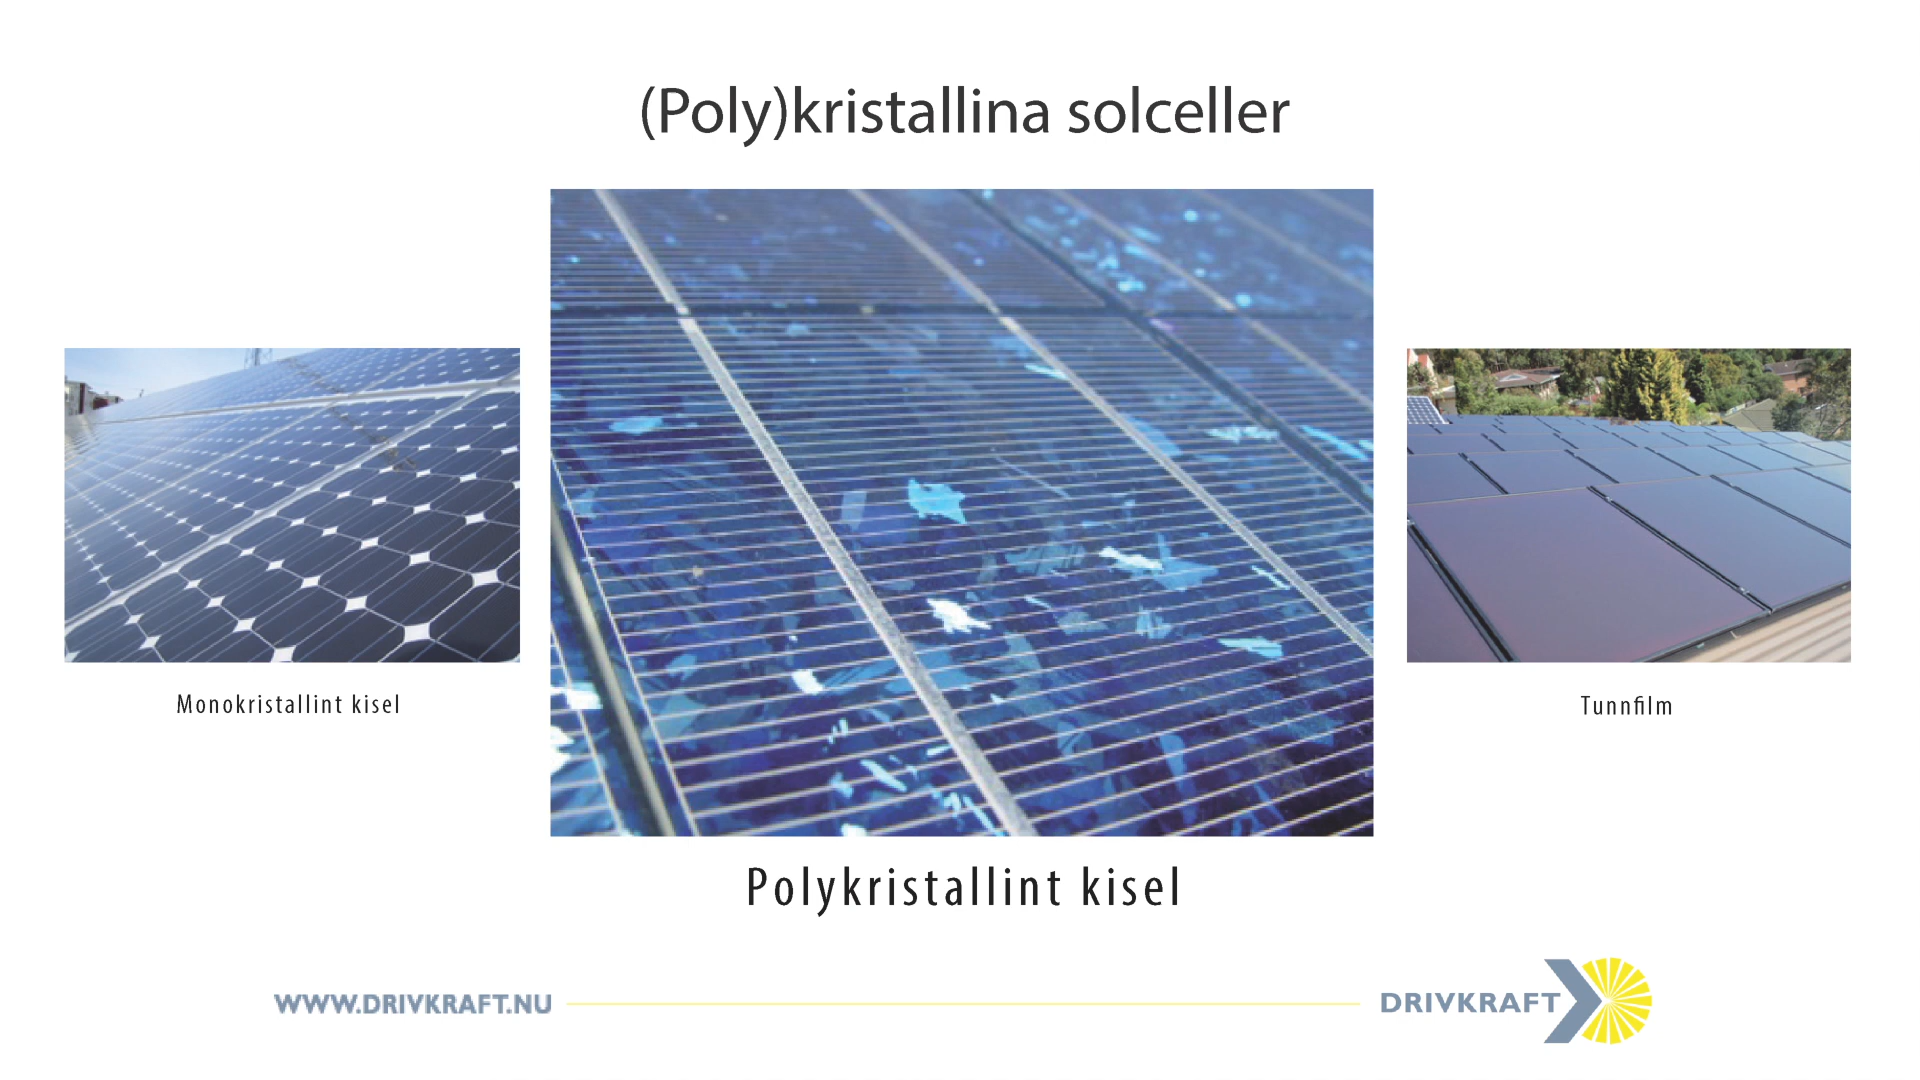 (Poly)kristallina solceller
Monokristallint kisel
Polykristallint kisel
Tunnfilm
WWW.DRIVKRAFT.NU
DRIVKRAFT